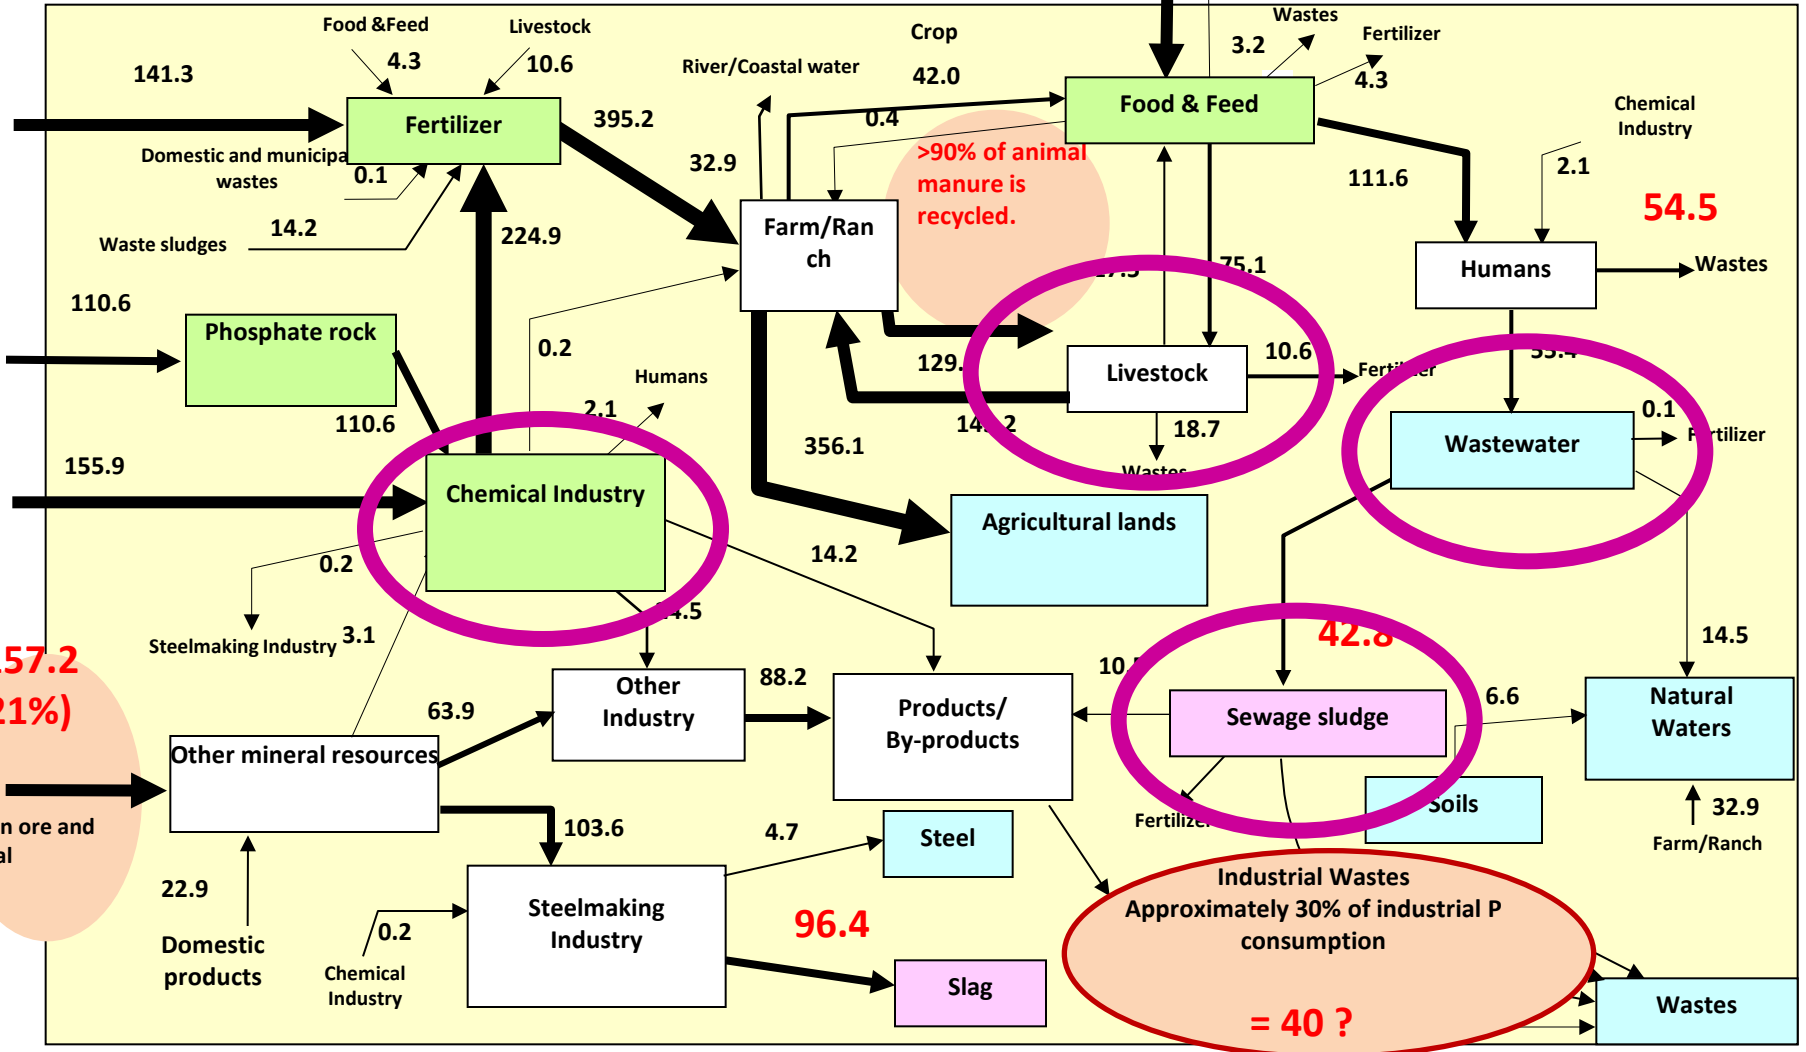 Food &Feed
Livestock
4.3
10.6
141.3
Fertilizer
395.2
Domestic and municipa
wastes
0.1
Waste sludges
14.2
224.9
River/Coastal water
Crop
42.0
0.4
32.9
Wastes
3.2
Fertilizer
4.3
Food & Feed
Chemical
Industry
2.1
111.6
54.5
>90% of animal
manure is
recycled.
Farm/Ran
ch
75.1
Humans
Wastes
110.6
Phosphate rock
110.6
0.2
Humans
2.1
129.
Livestock
10.6
Fertilizer
18.7
Wastes
356.1
Wastewater
0.1
Fertilizer
155.9
Chemical Industry
Agricultural lands
0.2
14.2
Steelmaking Industry
3.1
4.5
42.8
14.5
57.2
21%)
63.9
Other
Industry
88.2
Products/
By-products
10.
Sewage sludge
6.6
Natural
Waters
Other mineral resources
Fertilizer
Soils
32.9
Farm/Ranch
n ore and
al
22.9
Domestic
products
103.6
4.7
Steel
0.2
Chemical
Industry
Steelmaking
Industry
96.4
Slag
Industrial Wastes
Approximately 30% of industrial P
consumption
= 40 ?
Wastes